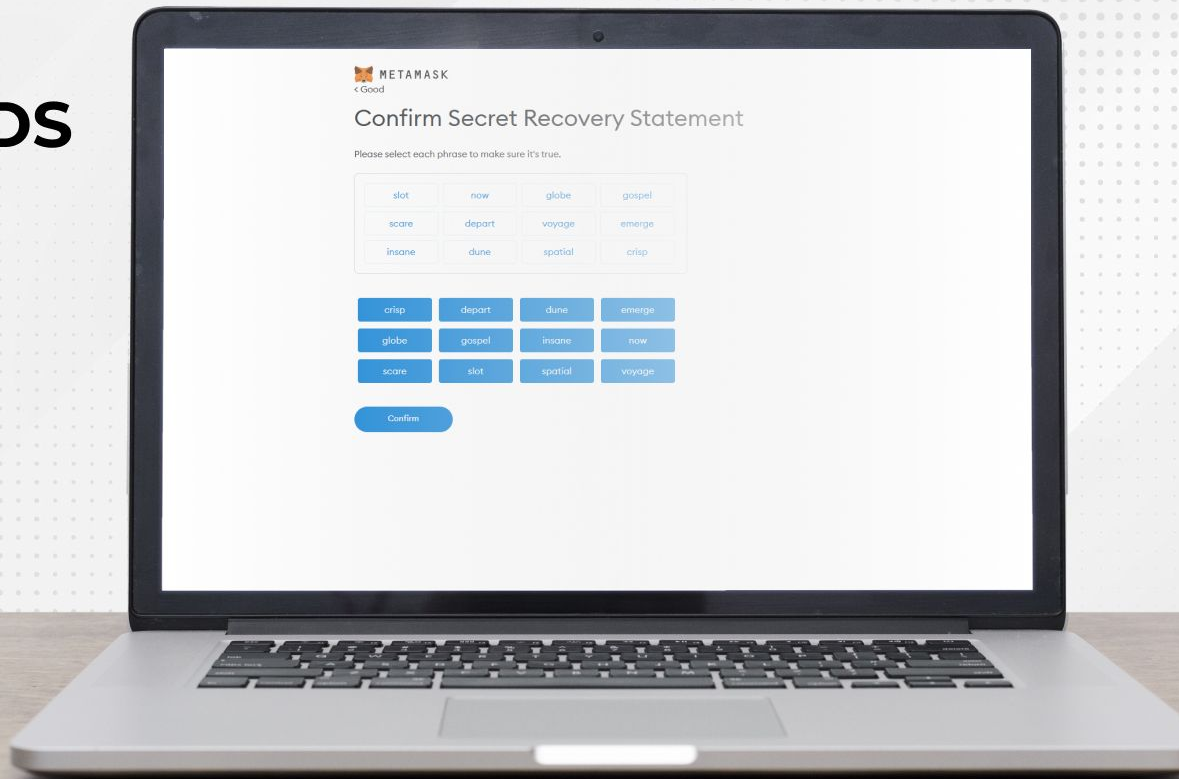 METAMASK
< Good
Confirm Secret Recovery Statement
Please select each phrase to make sure it's true.
slot now globe gospel
scare depart voyage emerge
insane dune spatial crisp
crisp depart dune emerge
globe gospel insane now
scare slot spatial voyage
Confirm